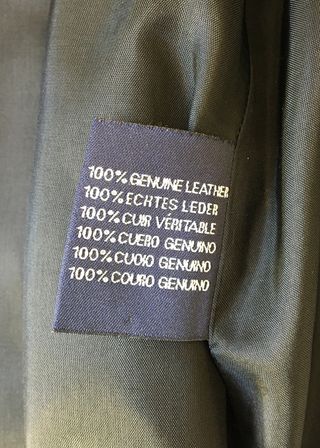 100% GENUINE LEATHER
100% ECHTES LEDER
100% CUIR VÉRITABLE
100% CUERO GENUINO
100% CUOIO GENUINO
100% COURO GENUINO